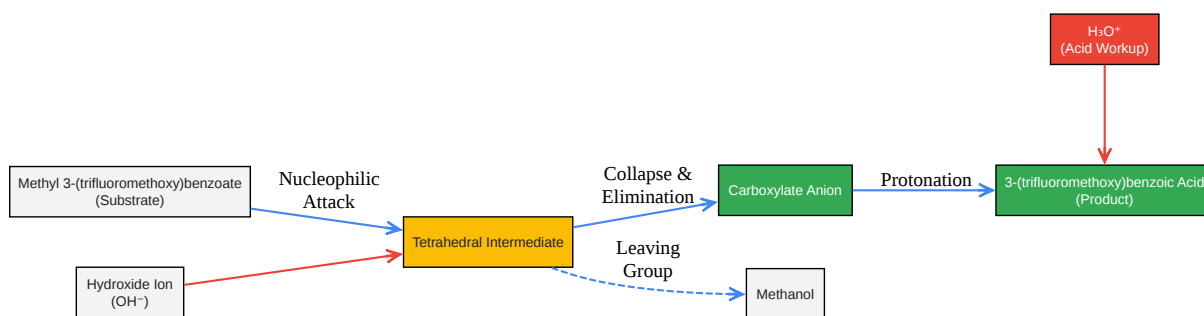 H₃O⁺
(Acid Workup)
Methyl 3-(trifluoromethoxy)benzoate
(Substrate)
Nucleophilic
Attack
Collapse &
Elimination
Carboxylate Anion
Protonation
3-(trifluoromethoxy)benzoic Acid
(Product)
Tetrahedral Intermediate
Leaving
Group
Hydroxide Ion
(OH⁻)
Methanol